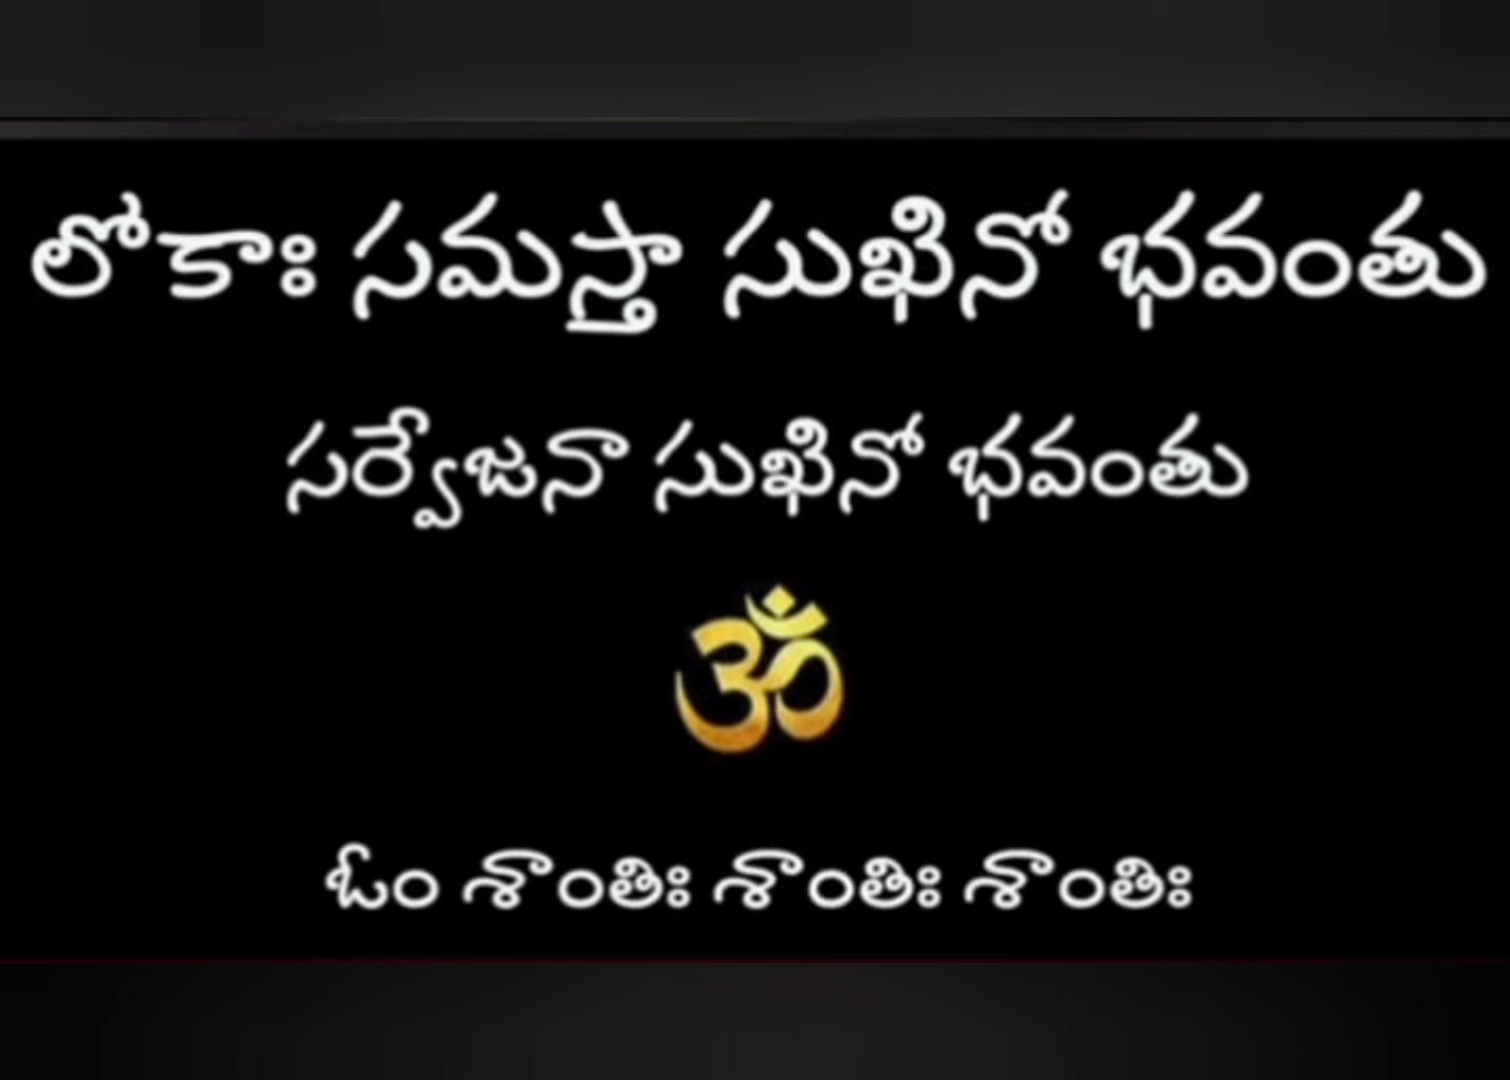 లోకాః సమస్తా సుఖినో భవంతు
సర్వేజనా సుఖినో భవంతు
ॐ
ఓం శాంతిః శాంతిః శాంతిః